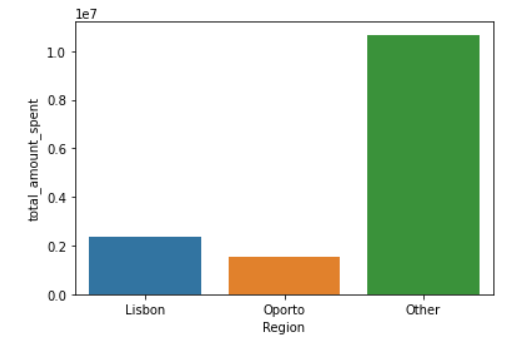 1e7
1.0
0.8
0.6
0.4
0.2
0.0
total_amount_spent
Lisbon Oporto Other
Region